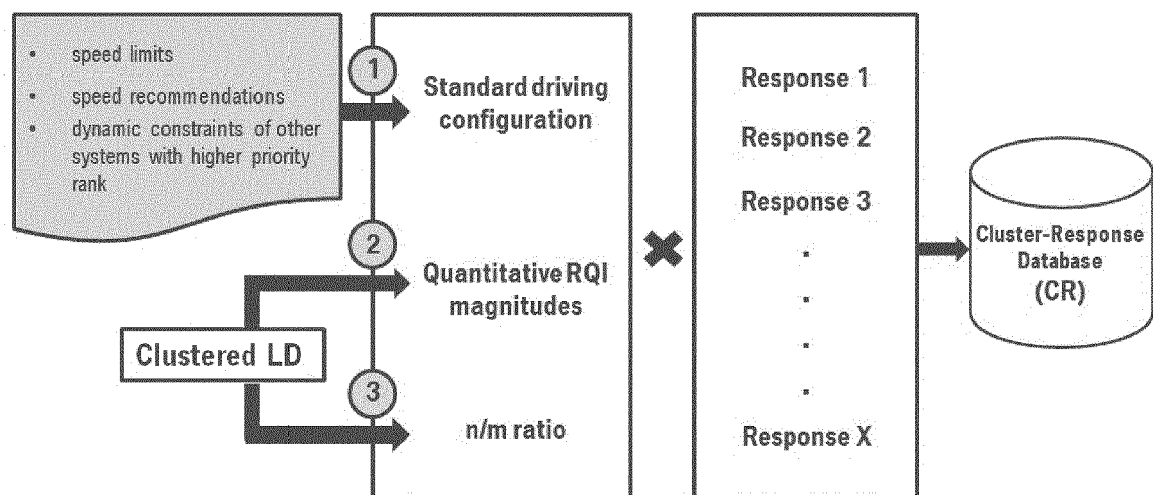 • speed limits
• speed recommendations
• dynamic constraints of other
systems with higher priority
rank
1
Standard driving
configuration
2
Quantitative RQI
magnitudes
Clustered LD
3
n/m ratio
Response 1
Response 2
Response 3
.
.
.
.
Response X
Cluster-Response
Database
(CR)